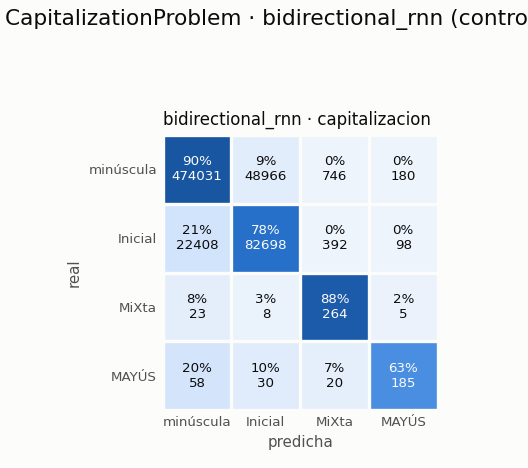 CapitalizationProblem · bidirectional_rnn (contro
bidirectional_rnn · capitalizacion
minúscula 90% 9% 0% 0%
474031 48966 746 180
Inicial 21% 78% 0% 0%
22408 82698 392 98
MiXta 8% 3% 88% 2%
23 8 264 5
MAYÚS 20% 10% 7% 63%
58 30 20 185
real
minúscula Inicial MiXta MAYÚS
predicha